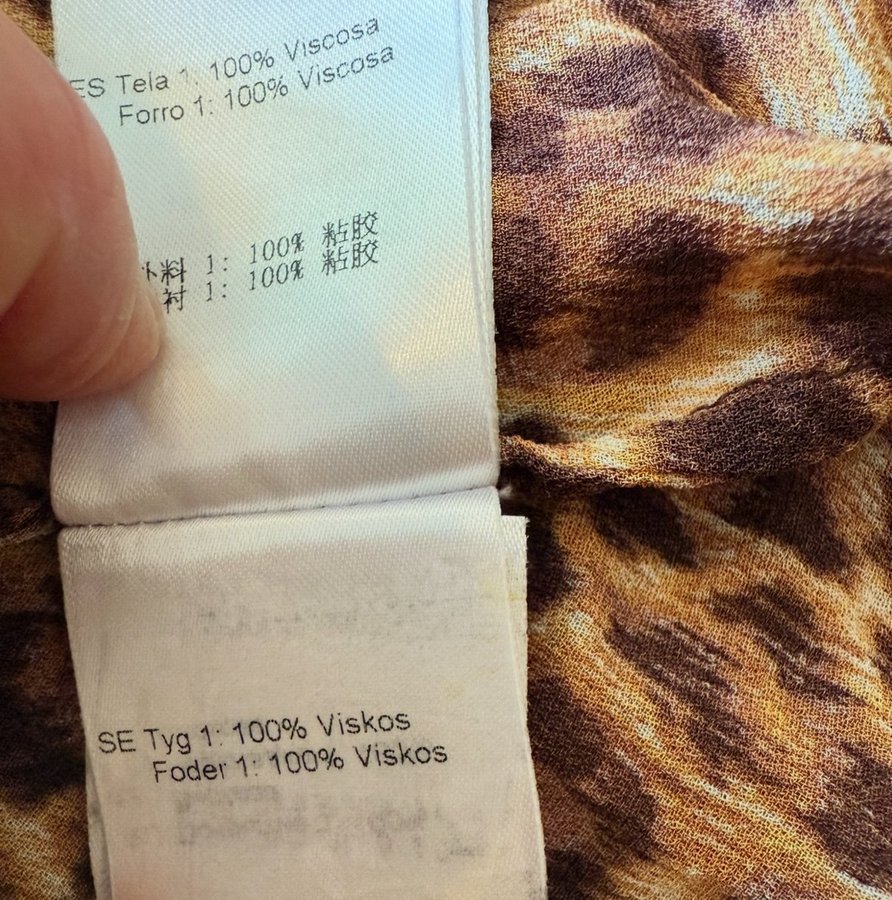 ES Tela 1: 100% Viscosa
Forro 1: 100% Viscosa
料 1: 100% 粘胶
衬 1: 100% 粘胶
SE Tyg 1: 100% Viskos
Foder 1: 100% Viskos